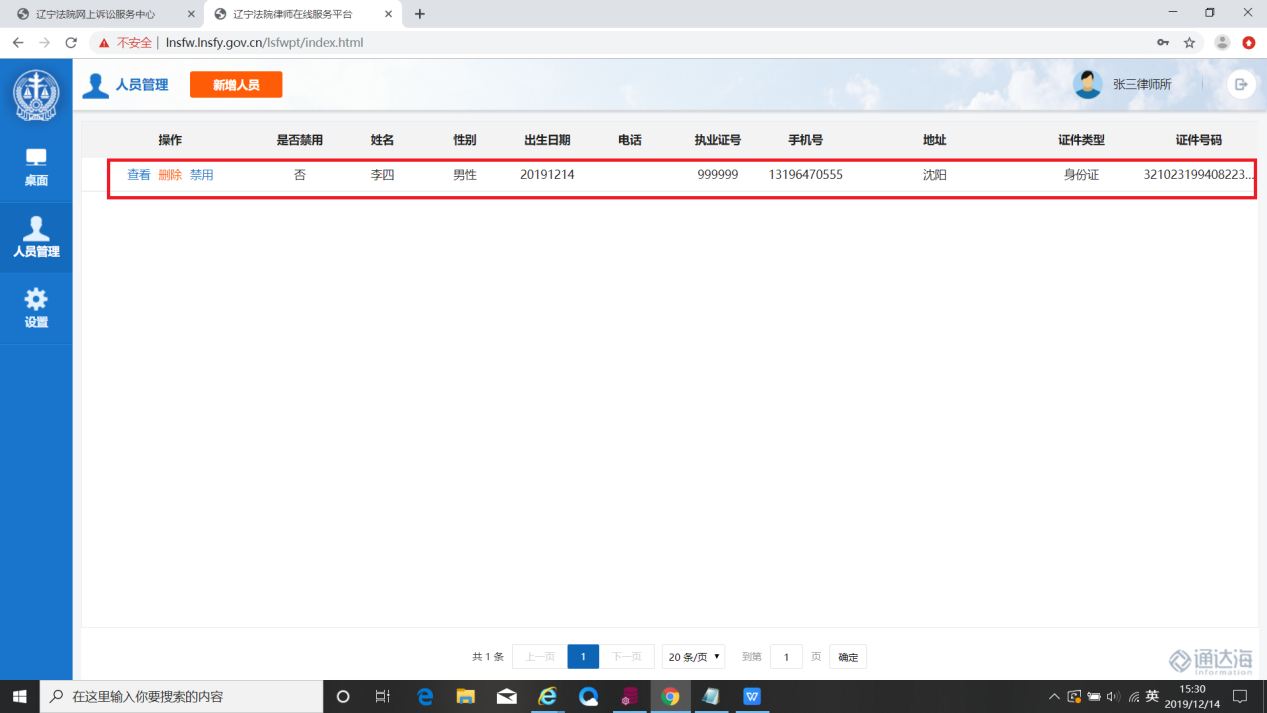 辽宁法院网上诉讼服务中心
辽宁法院律师在线服务平台
不安全 | lnsfw.lnsfy.gov.cn/lsfwpt/index.html
人员管理 新增人员 张三律师所
桌面
人员管理
设置
操作 是否禁用 姓名 性别 出生日期 电话 执业证号 手机号 地址 证件类型 证件号码
查看 删除 禁用 否 李四 男性 20191214 999999 13196470555 沈阳 身份证 321023199408223...
共 1 条 上一页 1 下一页 20 条/页 到第 1 页 确定
通达海
Information
在这里输入你要搜索的内容
英
15:30
2019/12/14